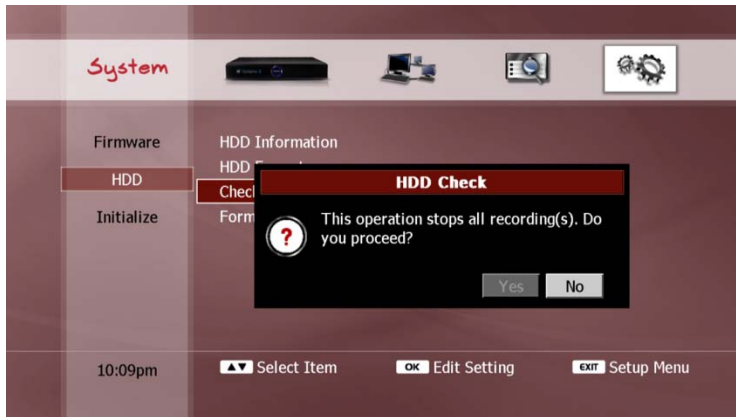 System
Firmware
HDD Information
HDD
HDD
HDD Check
Initialize
This operation stops all recording(s). Do
you proceed?
Yes No
10:09pm
Select Item
OK Edit Setting
EXIT Setup Menu